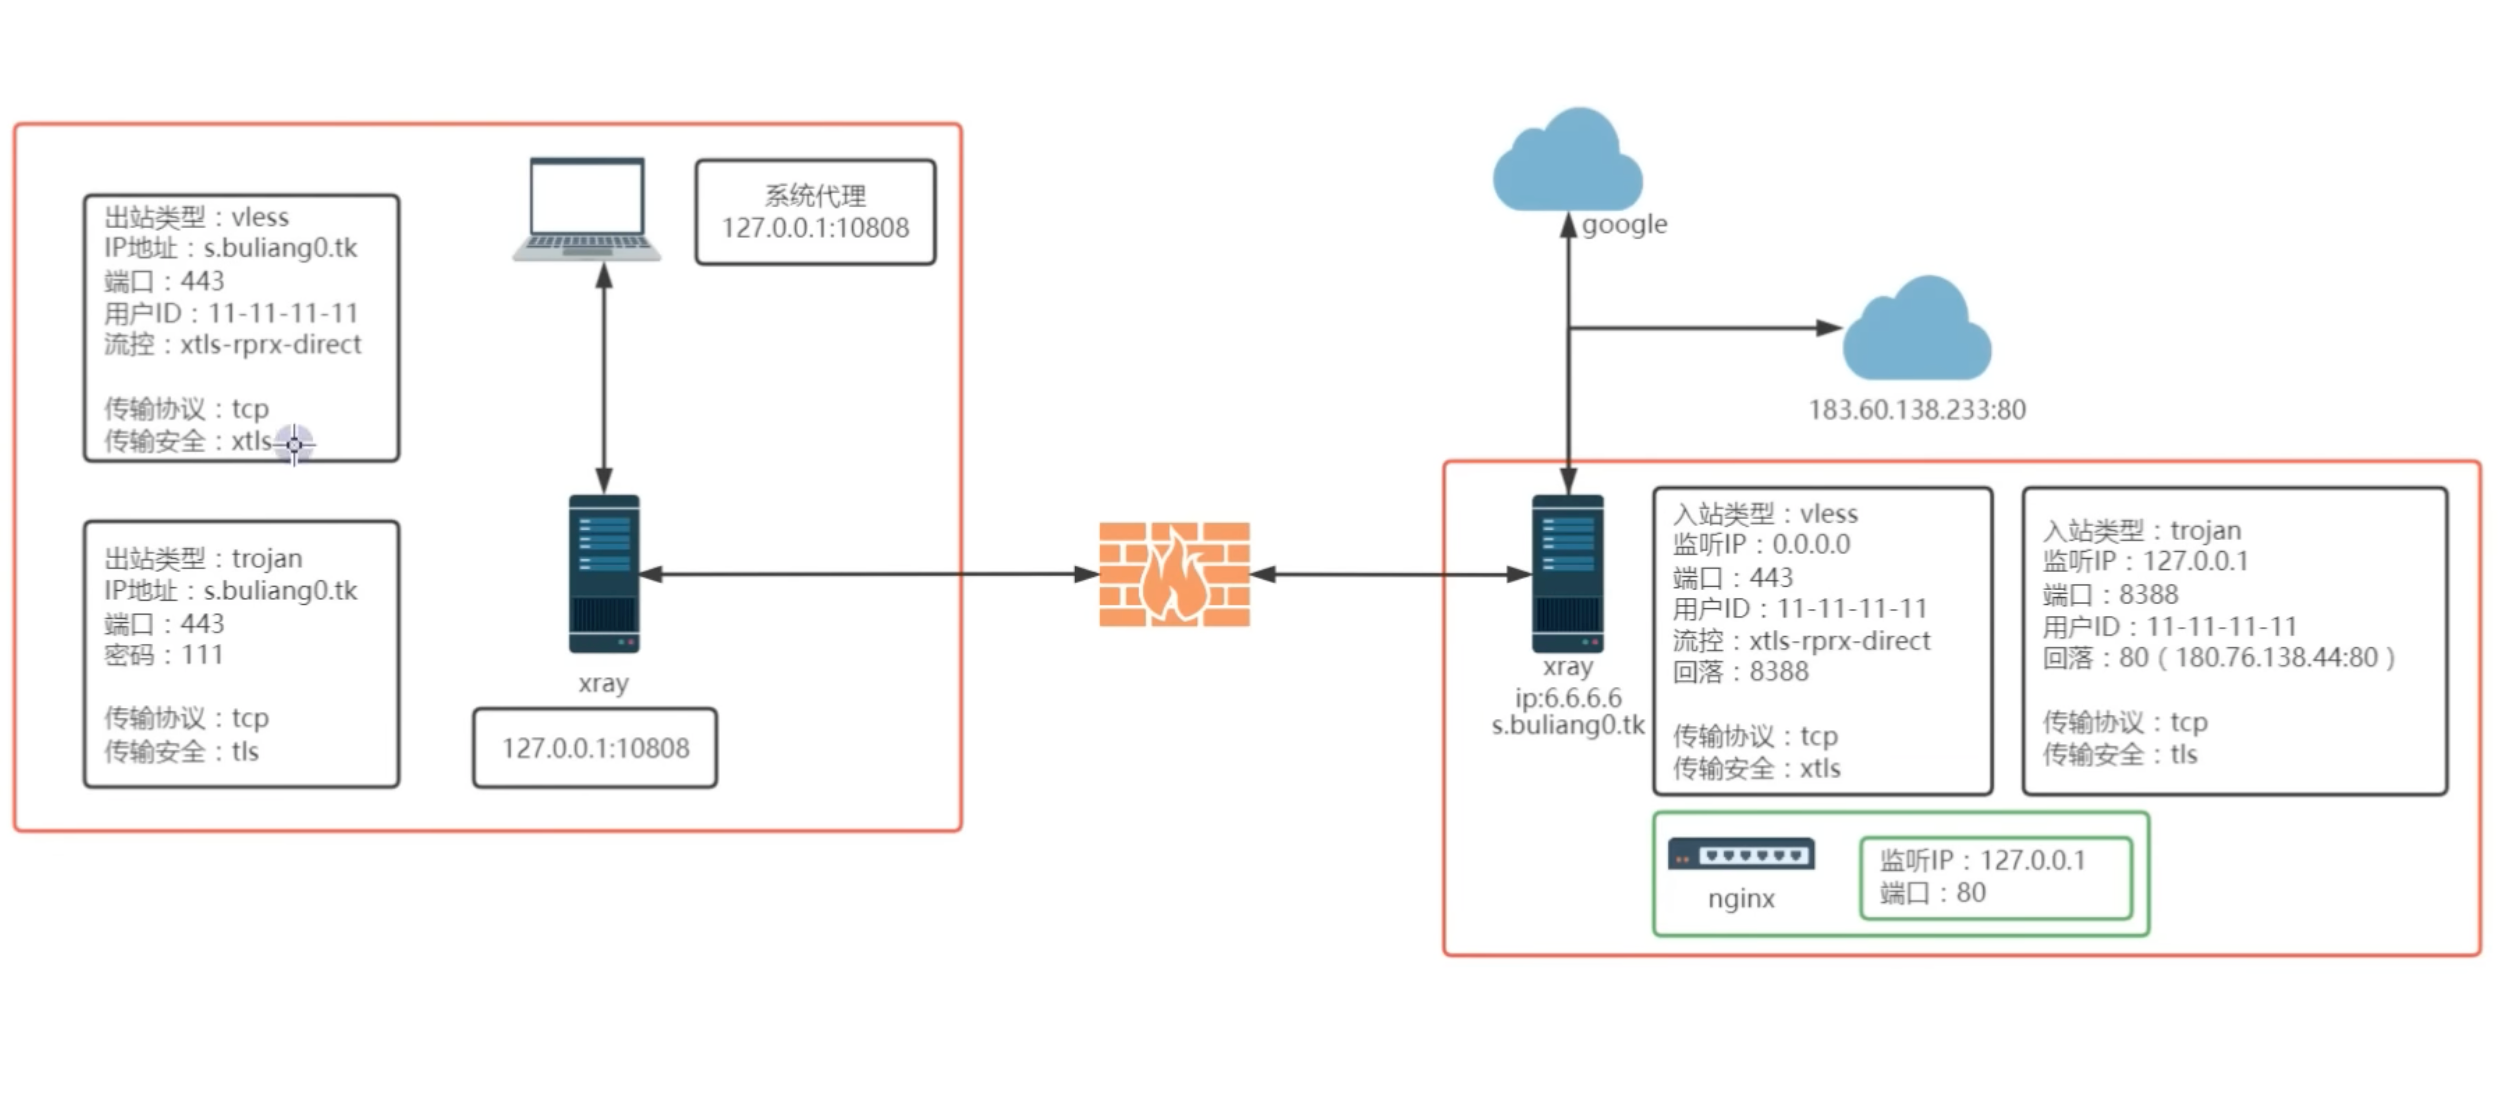 出站类型：vless
IP地址：s.buliang0.tk
端口：443
用户ID：11-11-11-11
流控：xtls-rprx-direct
传输协议：tcp
传输安全：xtls
出站类型：trojan
IP地址：s.buliang0.tk
端口：443
密码：111
传输协议：tcp
传输安全：tls
系统代理
127.0.0.1:10808
xray
127.0.0.1:10808
google
183.60.138.233:80
xray
ip:6.6.6.6
s.buliang0.tk
入站类型：vless
监听IP：0.0.0.0
端口：443
用户ID：11-11-11-11
流控：xtls-rprx-direct
回落：8388
传输协议：tcp
传输安全：xtls
入站类型：trojan
监听IP：127.0.0.1
端口：8388
用户ID：11-11-11-11
回落：80（180.76.138.44:80）
传输协议：tcp
传输安全：tls
nginx
监听IP：127.0.0.1
端口：80